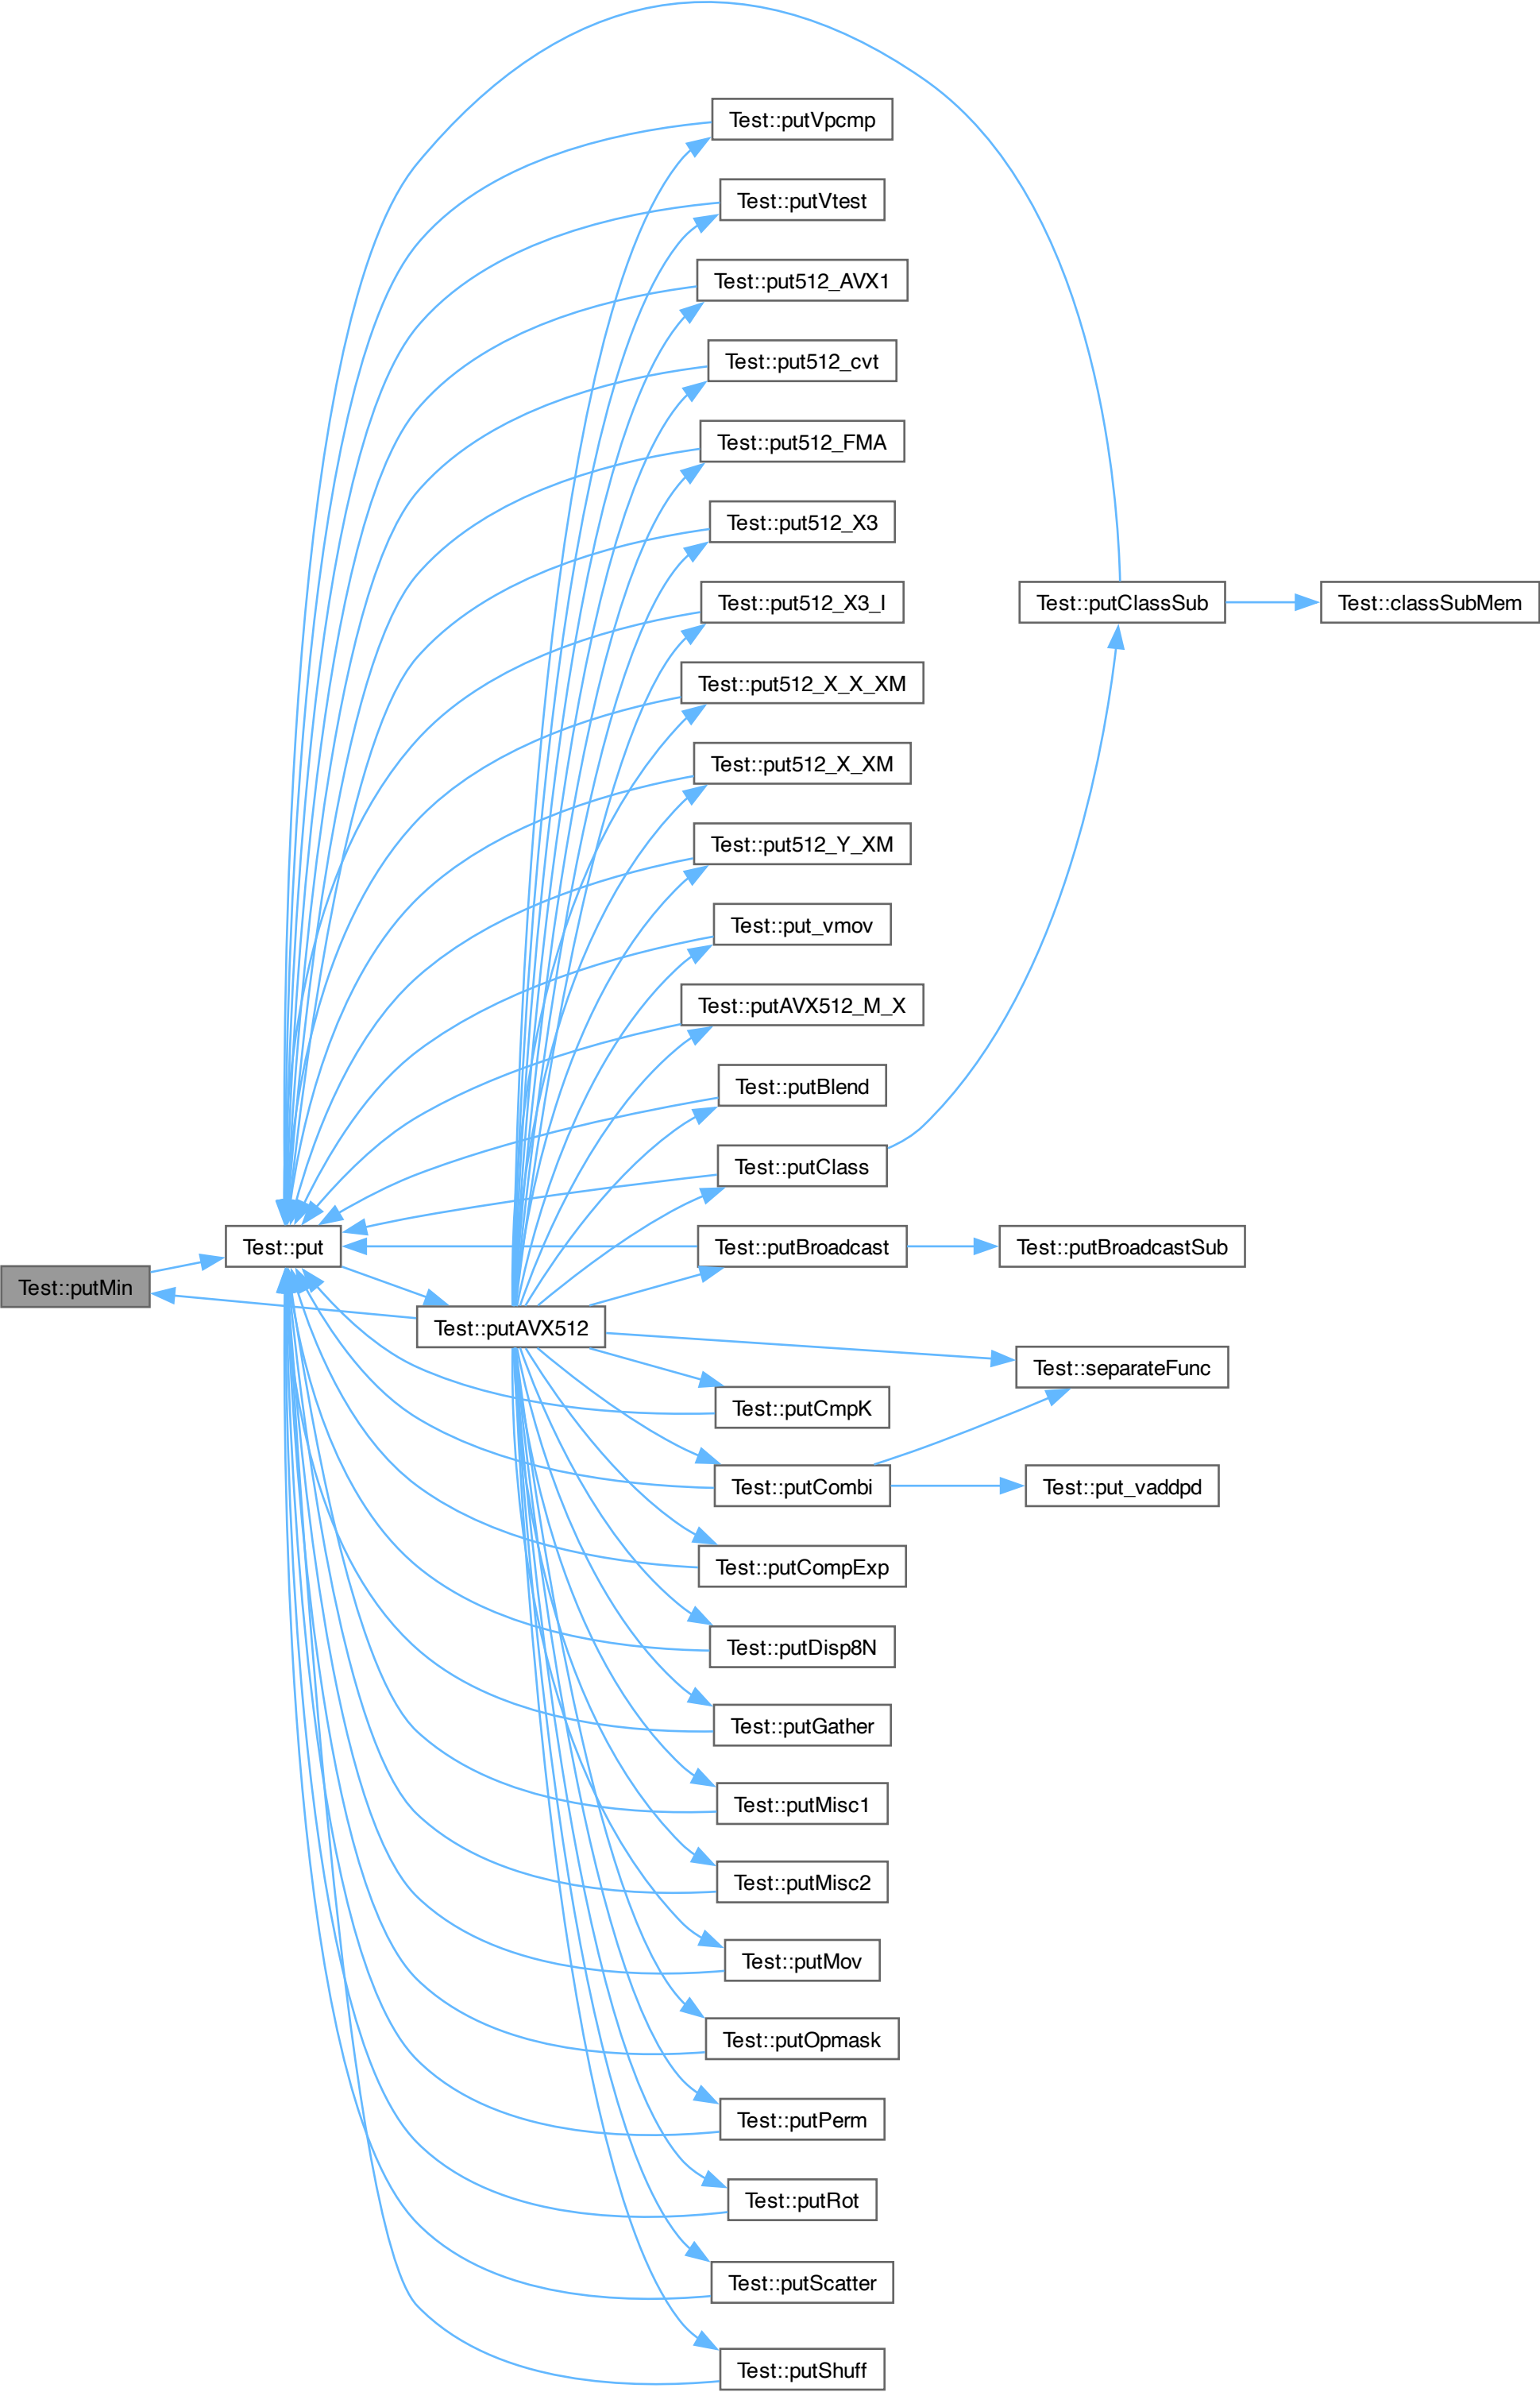 Test::putVpcmp
Test::putVtest
Test::put512_AVX1
Test::put512_cvt
Test::put512_FMA
Test::put512_X3
Test::put512_X3_I
Test::putClassSub
Test::classSubMem
Test::put512_X_X_XM
Test::put512_X_XM
Test::put512_Y_XM
Test::put_vmov
Test::putAVX512_M_X
Test::putBlend
Test::putClass
Test::put
Test::putBroadcast
Test::putBroadcastSub
Test::putMin
Test::putAVX512
Test::separateFunc
Test::putCmpK
Test::putCombi
Test::put_vaddpd
Test::putCompExp
Test::putDisp8N
Test::putGather
Test::putMisc1
Test::putMisc2
Test::putMov
Test::putOpmask
Test::putPerm
Test::putRot
Test::putScatter
Test::putShuff